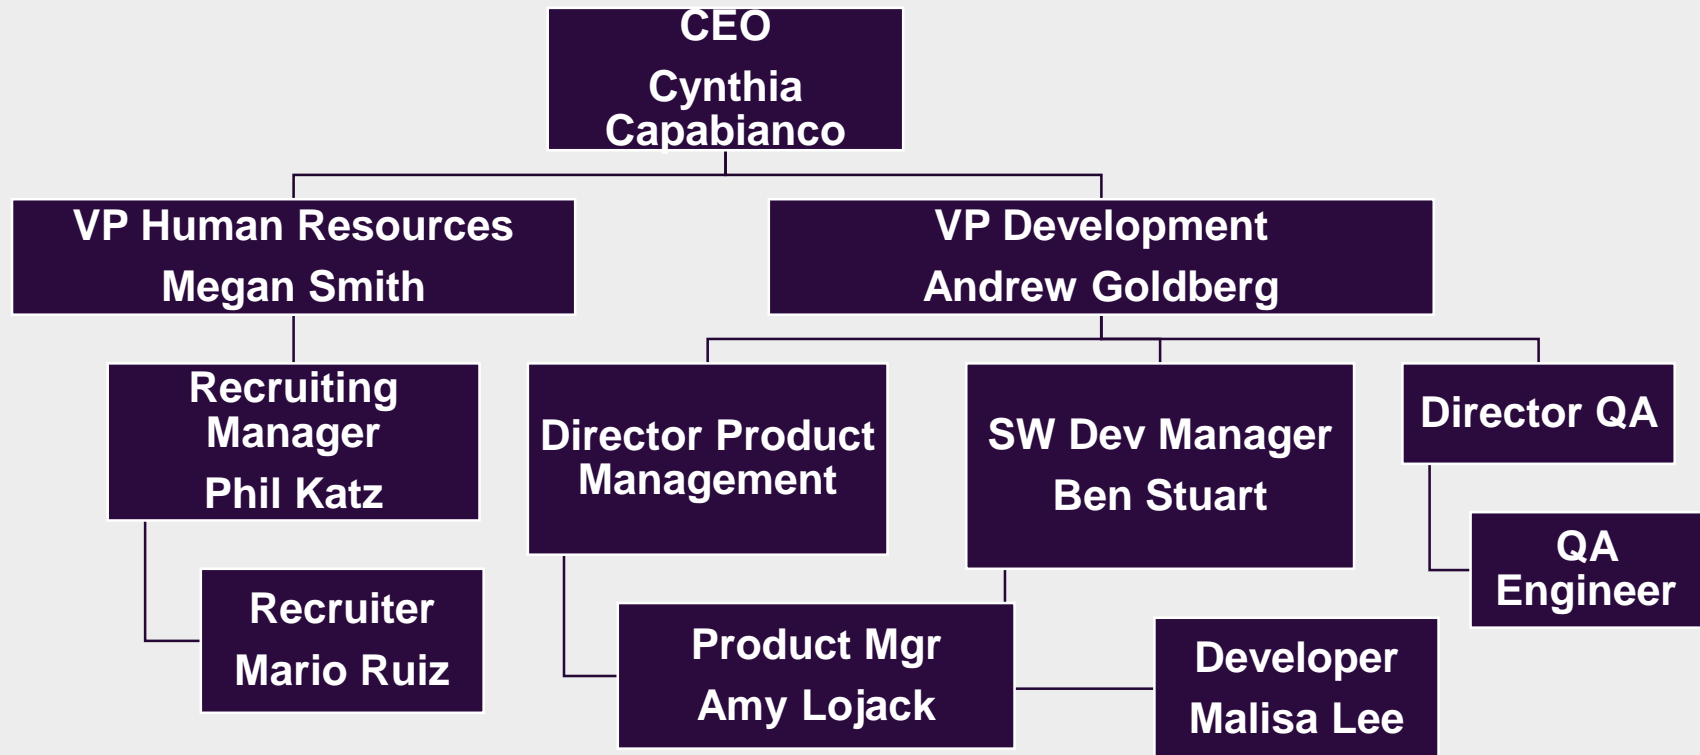 CEO
Cynthia
Capabianco
VP Human Resources
Megan Smith
VP Development
Andrew Goldberg
Recruiting
Manager
Phil Katz
Director Product
Management
SW Dev Manager
Ben Stuart
Director QA
Recruiter
Mario Ruiz
Product Mgr
Amy Lojack
Developer
Malisa Lee
QA
Engineer